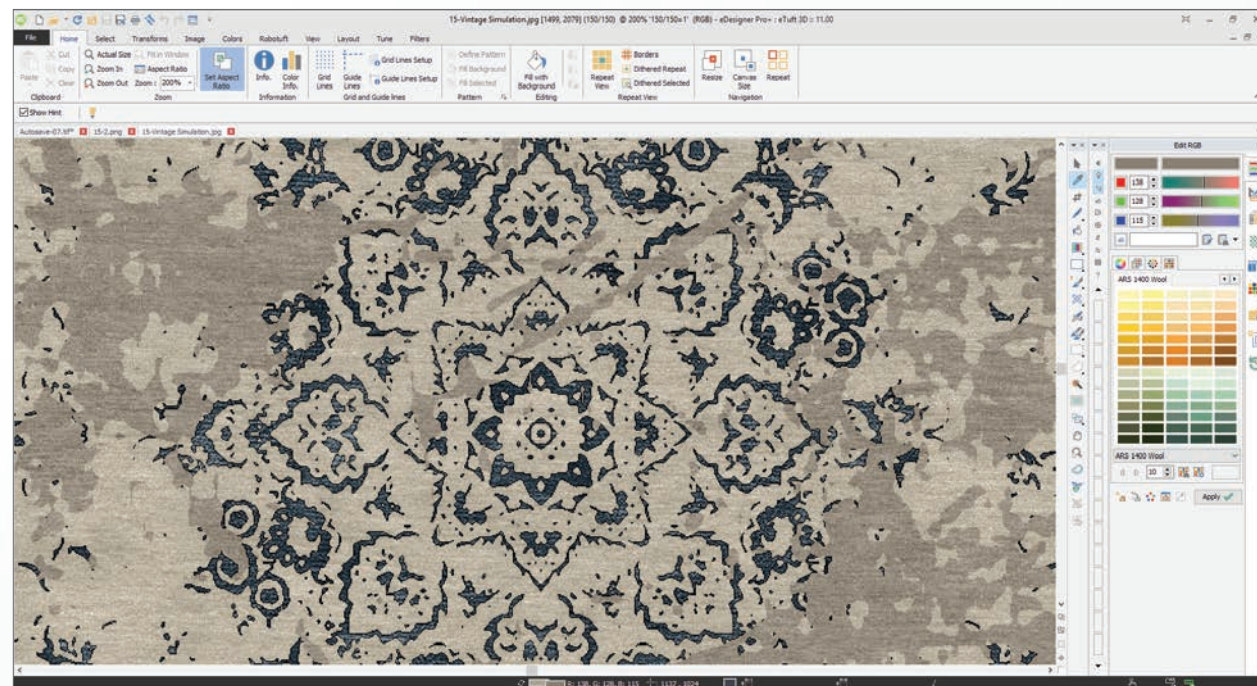 15-Vintage Simulation.jpg [1499, 2079] (150/150) @ 200% '150/150=1' (RGB) - eDesigner Pro+ : eTuft 3D :: 11.00
File Home Select Transforms Image Colors Robotuft View Layout Tune Filters
Paste
Cut
Copy
Clear
Clipboard
Actual Size
Fit in Window
Zoom In
Aspect Ratio
Zoom Out
Zoom : 200%
Set Aspect Ratio
Zoom
Info.
Color Info.
Information
Grid Lines
Guide Lines
Grid Lines Setup
Guide Lines Setup
Grid and Guide lines
Define Pattern
Fill Background
Fill Selected
Pattern
Fill with Background
Editing
Repeat View
Borders
Dithered Repeat
Dithered Selected
Repeat View
Resize
Canvas Size
Repeat
Navigation
Show Hint
Autosave-07.tif* 15-2.png 15-Vintage Simulation.jpg
Edit RGB
138
128
115
ARS 1400 Wool
ARS 1400 Wool
10
Apply
R: 138, G: 128, B: 115 1137 , 1024